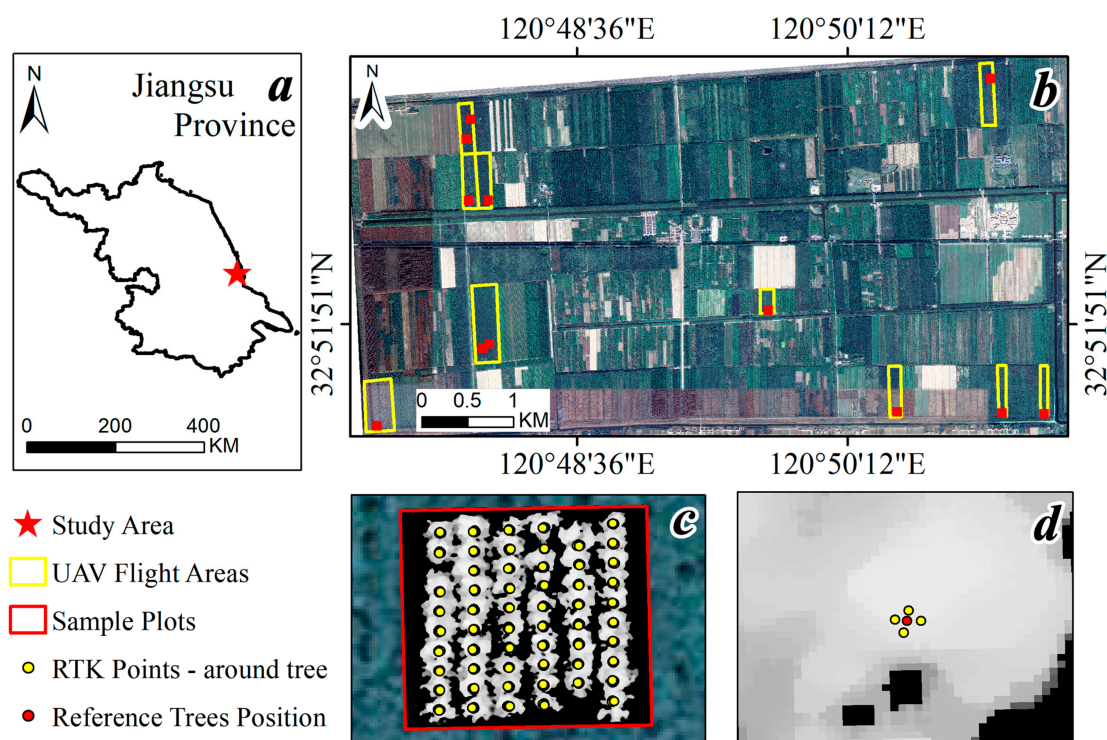 120°48'36"E
120°50'12"E
N
Jiangsu
Province
a
0
200
400
KM
N
b
32°51'51"N
32°51'51"N
0
0.5
1
KM
120°48'36"E
120°50'12"E
Study Area
UAV Flight Areas
Sample Plots
RTK Points - around tree
Reference Trees Position
c
d